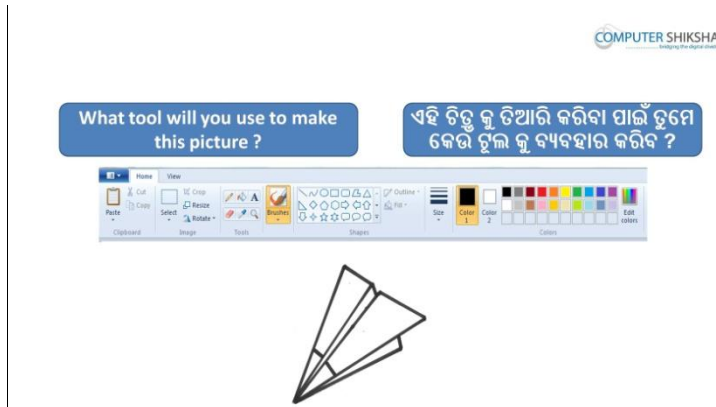 COMPUTER SHIKSHA
bridging the digital divide
What tool will you use to make
this picture ?
ଏହି ଚିତ୍ର କୁ ତିଆରି କରିବା ପାଇଁ ତୁମେ
କେଉଁ ଟୁଲ କୁ ବ୍ୟବହାର କରିବ ?
Home View
Paste
Cut
Copy
Clipboard
Select
Crop
Resize
Rotate
Image
A
Tools
Brushes
Outline
Fill
Shapes
Size
Color
1
Color
2
Edit
colors
Colors